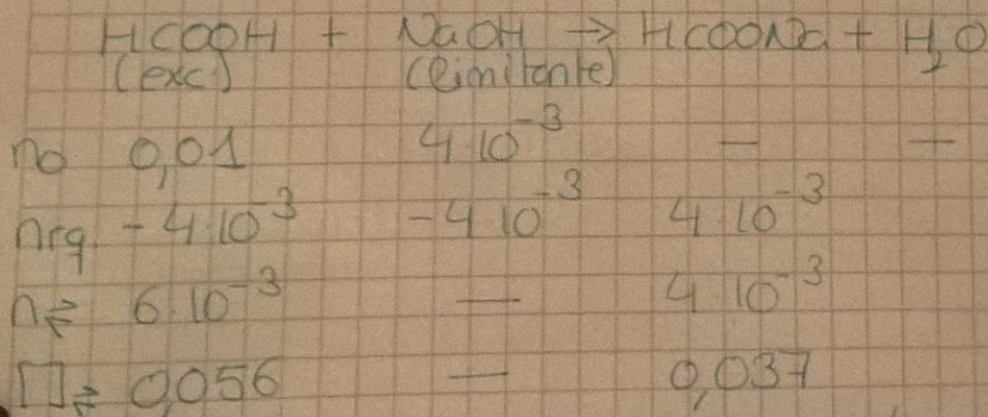 HCOOH + NaOH → HCOONa + H₂O
(exc.) (limitante)
no 0,01 4·10⁻³ — —
nrq -4·10⁻³ -4·10⁻³ 4·10⁻³
n⇌ 6·10⁻³ — 4·10⁻³
[]⇌ 0,056 — 0,037